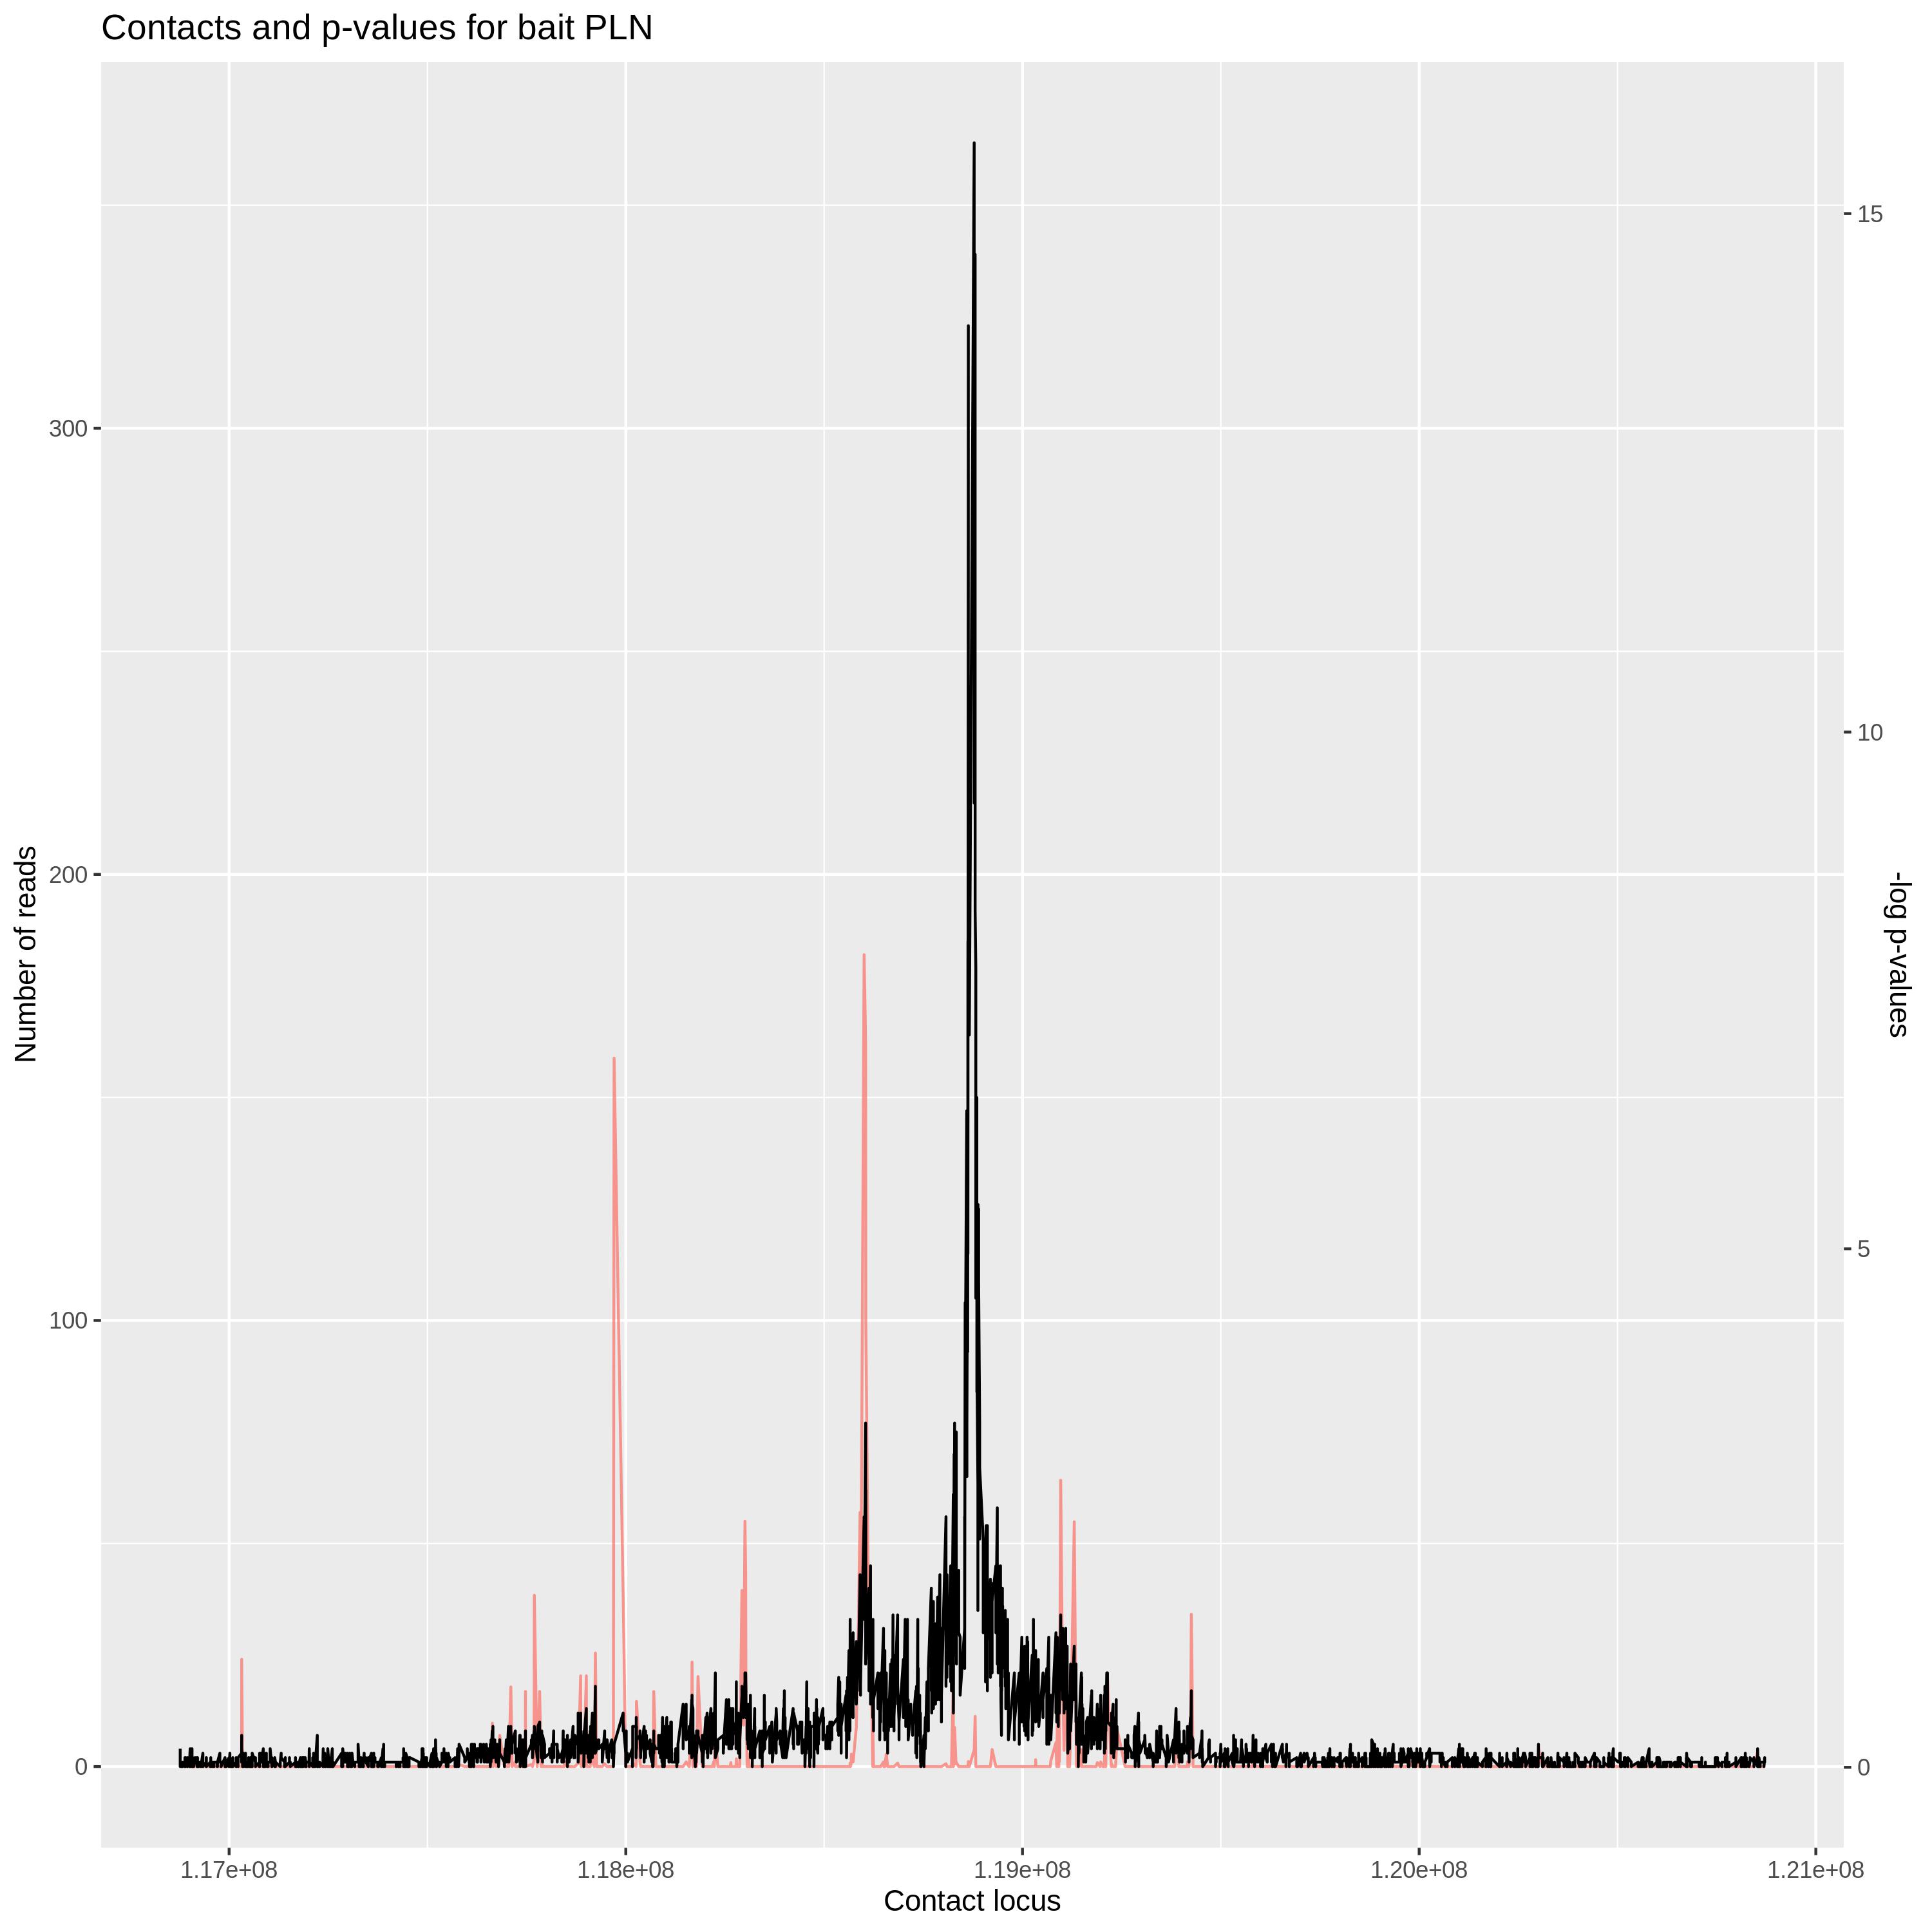 Contacts and p-values for bait PLN
Number of reads
300
200
100
0
15
10
5
0
-log p-values
1.17e+08
1.18e+08
1.19e+08
1.20e+08
1.21e+08
Contact locus